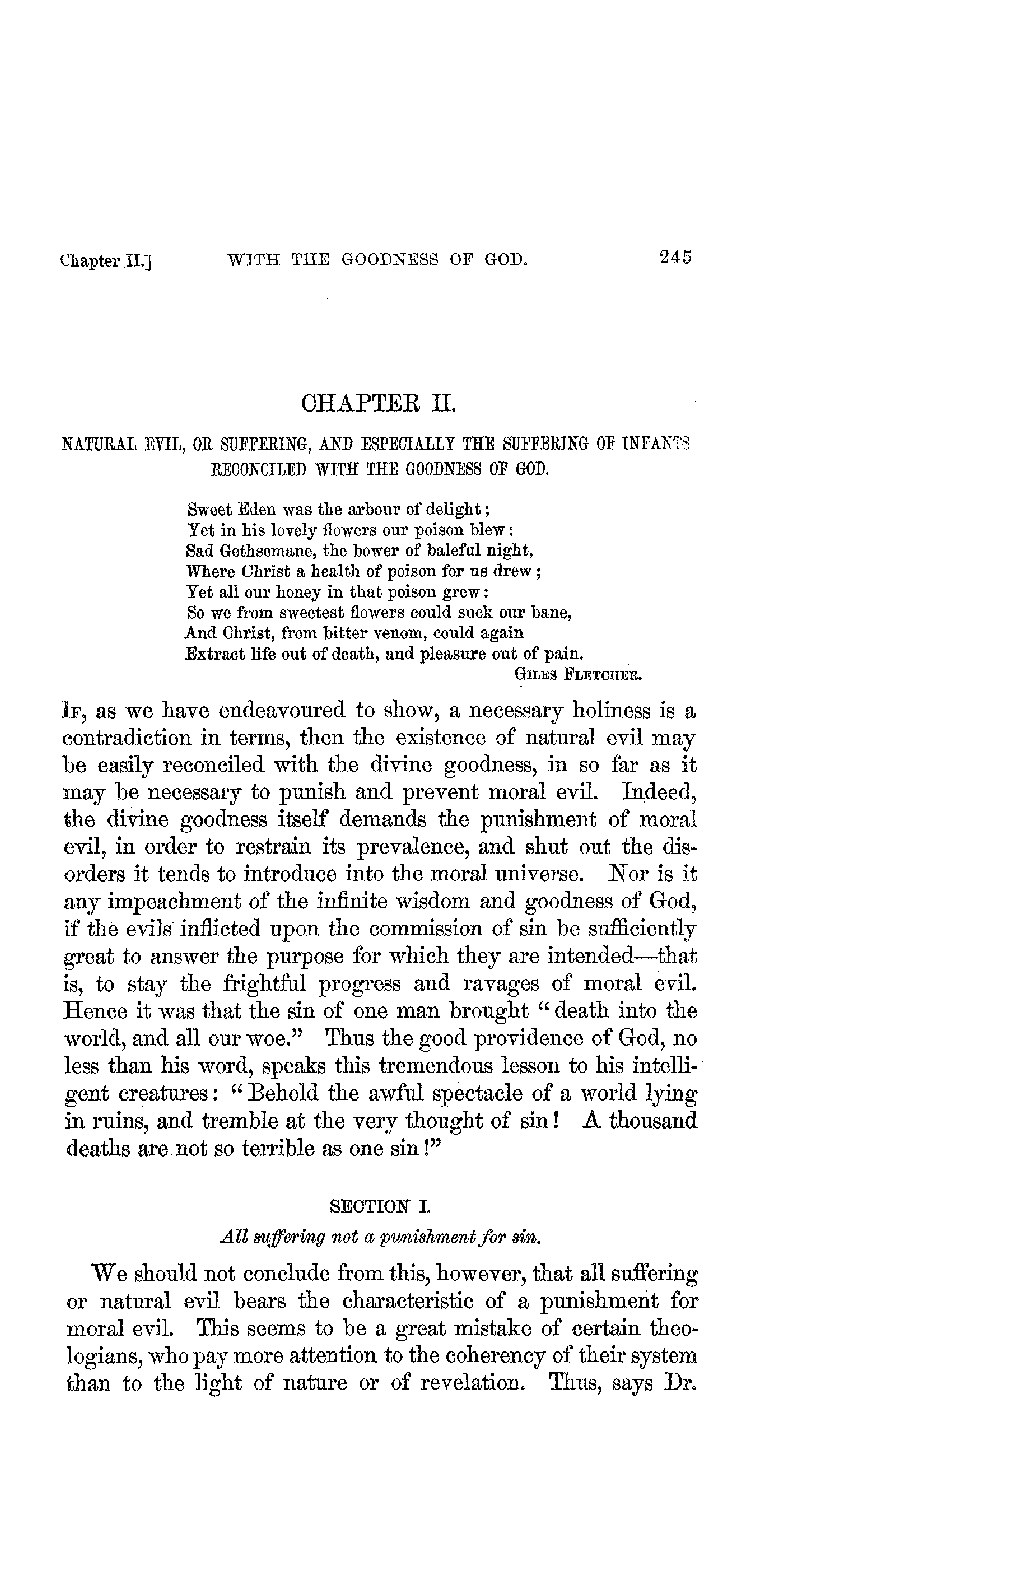 Chapter II.] WITH THE GOODNESS OF GOD. 245
CHAPTER II.
NATURAL EVIL, OR SUFFERING, AND ESPECIALLY THE SUFFERING OF INFANTS
RECONCILED WITH THE GOODNESS OF GOD.
Sweet Eden was the arbour of delight;
Yet in his lovely flowers our poison blew:
Sad Gethsemane, the bower of baleful night,
Where Christ a health of poison for us drew;
Yet all our honey in that poison grew:
So we from sweetest flowers could suck our bane,
And Christ, from bitter venom, could again
Extract life out of death, and pleasure out of pain.
GILES FLETCHER.
IF, as we have endeavoured to show, a necessary holiness is a
contradiction in terms, then the existence of natural evil may
be easily reconciled with the divine goodness, in so far as it
may be necessary to punish and prevent moral evil. Indeed,
the divine goodness itself demands the punishment of moral
evil, in order to restrain its prevalence, and shut out the dis-
orders it tends to introduce into the moral universe. Nor is it
any impeachment of the infinite wisdom and goodness of God,
if the evils inflicted upon the commission of sin be sufficiently
great to answer the purpose for which they are intended—that
is, to stay the frightful progress and ravages of moral evil.
Hence it was that the sin of one man brought "death into the
world, and all our woe." Thus the good providence of God, no
less than his word, speaks this tremendous lesson to his intelli-
gent creatures: "Behold the awful spectacle of a world lying
in ruins, and tremble at the very thought of sin! A thousand
deaths are not so terrible as one sin!"
SECTION I.
All suffering not a punishment for sin.
We should not conclude from this, however, that all suffering
or natural evil bears the characteristic of a punishment for
moral evil. This seems to be a great mistake of certain theo-
logians, who pay more attention to the coherency of their system
than to the light of nature or of revelation. Thus, says Dr.